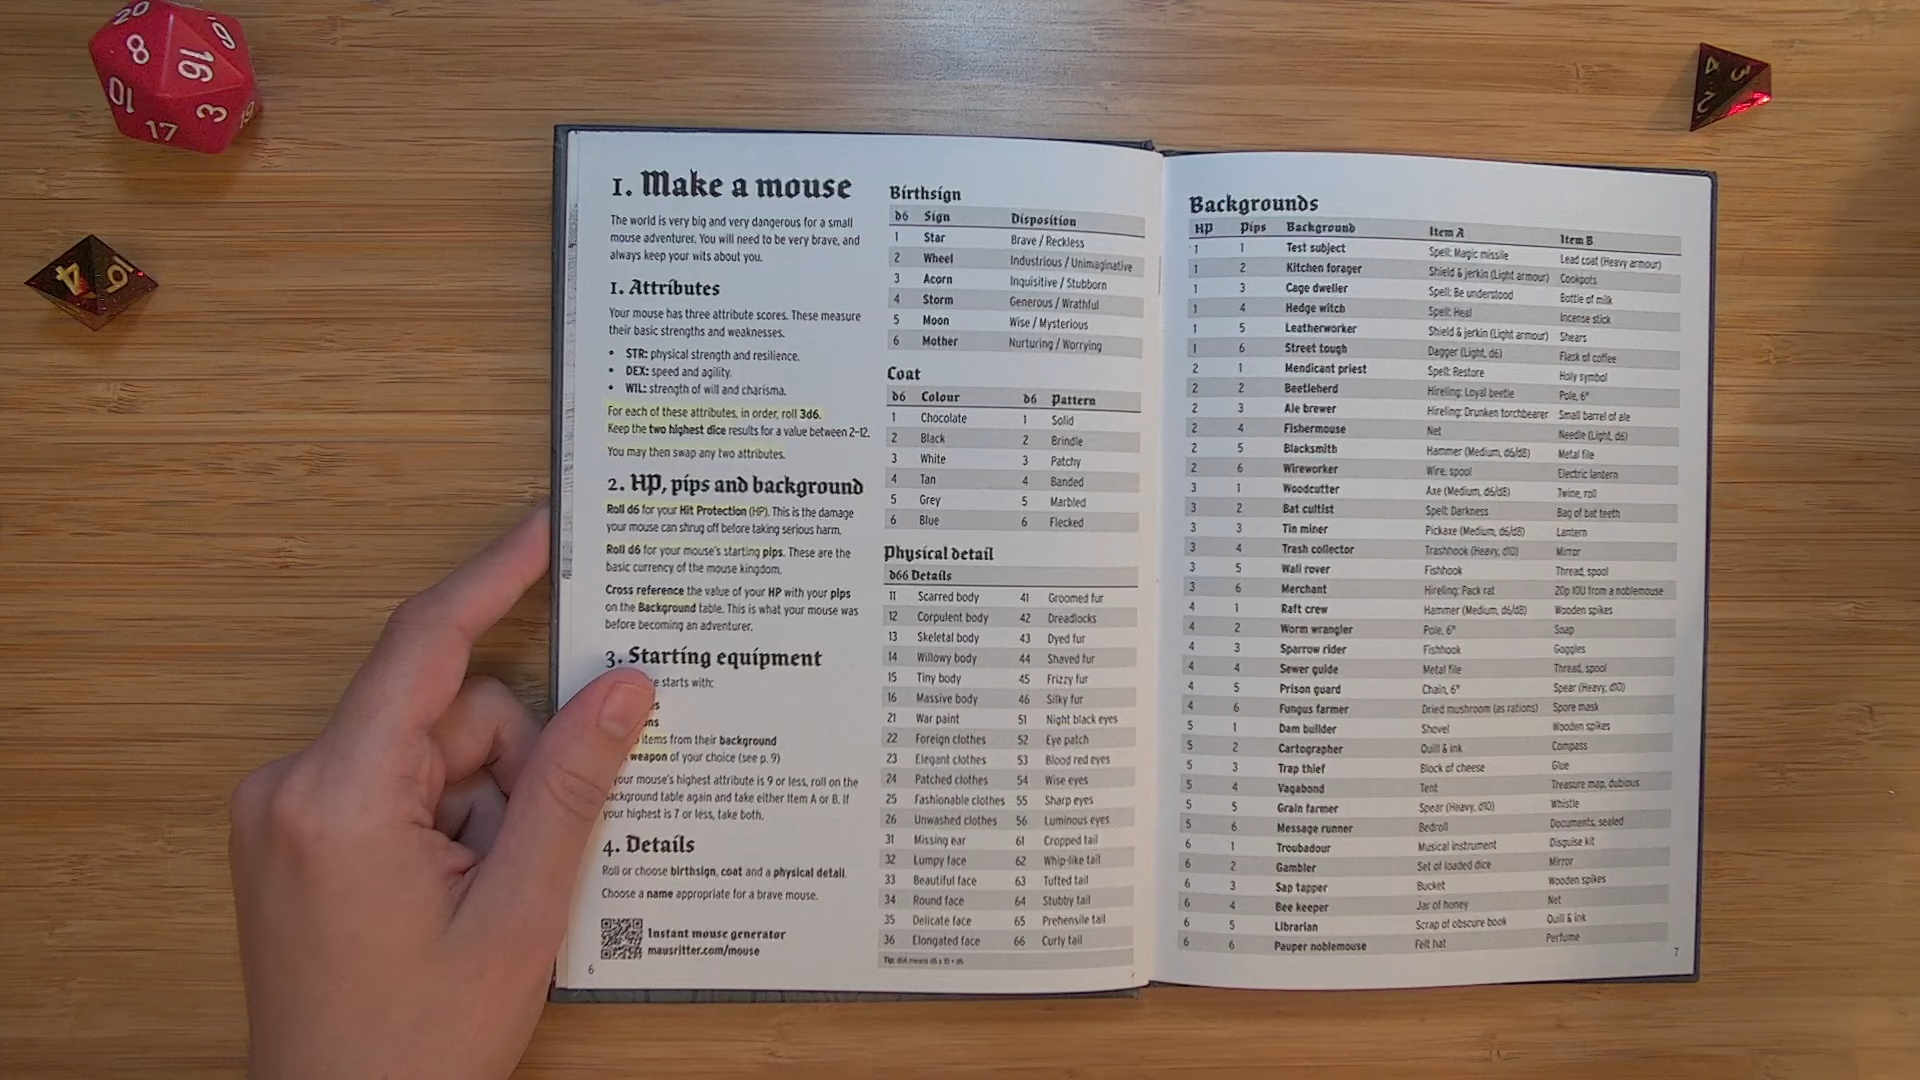 20
8
16
9
10
3
19
17
4
3
2
4
1. Make a mouse
The world is very big and very dangerous for a small
mouse adventurer. You will need to be very brave, and
always keep your wits about you.
1. Attributes
Your mouse has three attribute scores. These measure
their basic strengths and weaknesses.
• STR: physical strength and resilience.
• DEX: speed and agility.
• WIL: strength of will and charisma.
For each of these attributes, in order, roll 3d6.
Keep the two highest dice results for a value between 2–12.
You may then swap any two attributes.
2. HP, pips and background
Roll d6 for your Hit Protection (HP). This is the damage
your mouse can shrug off before taking serious harm.
Roll d6 for your mouse's starting pips. These are the
basic currency of the mouse kingdom.
Cross reference the value of your HP with your pips
on the Background table. This is what your mouse was
before becoming an adventurer.
3. Starting equipment
starts with:
items from their background
weapon of your choice (see p. 9)
your mouse's highest attribute is 9 or less, roll on the
background table again and take either Item A or B. If
your highest is 7 or less, take both.
4. Details
Roll or choose birthsign, coat and a physical detail.
Choose a name appropriate for a brave mouse.
Instant mouse generator
mausritter.com/mouse
6
Birthsign
d6 Sign Disposition
1 Star Brave / Reckless
2 Wheel Industrious / Unimaginative
3 Acorn Inquisitive / Stubborn
4 Storm Generous / Wrathful
5 Moon Wise / Mysterious
6 Mother Nurturing / Worrying
Coat
d6 Colour d6 Pattern
1 Chocolate 1 Solid
2 Black 2 Brindle
3 White 3 Patchy
4 Tan 4 Banded
5 Grey 5 Marbled
6 Blue 6 Flecked
Physical detail
d66 Details
11 Scarred body 41 Groomed fur
12 Corpulent body 42 Dreadlocks
13 Skeletal body 43 Dyed fur
14 Willowy body 44 Shaved fur
15 Tiny body 45 Frizzy fur
16 Massive body 46 Silky fur
21 War paint 51 Night black eyes
22 Foreign clothes 52 Eye patch
23 Elegant clothes 53 Blood red eyes
24 Patched clothes 54 Wise eyes
25 Fashionable clothes 55 Sharp eyes
26 Unwashed clothes 56 Luminous eyes
31 Missing ear 61 Cropped tail
32 Lumpy face 62 Whip-like tail
33 Beautiful face 63 Tufted tail
34 Round face 64 Stubby tail
35 Delicate face 65 Prehensile tail
36 Elongated face 66 Curly tail
Tip: d66 means d6 x 10 + d6
Backgrounds
HP Pips Background Item A Item B
1 1 Test subject Spell: Magic missile Lead coat (Heavy armour)
1 2 Kitchen forager Shield & jerkin (Light armour) Cookpots
1 3 Cage dweller Spell: Be understood Bottle of milk
1 4 Hedge witch Spell: Heal Incense stick
1 5 Leatherworker Shield & jerkin (Light armour) Shears
1 6 Street tough Dagger (Light, d6) Flask of coffee
2 1 Mendicant priest Spell: Restore Holy symbol
2 2 Beetleherd Hireling: Loyal beetle Pole, 6"
2 3 Ale brewer Hireling: Drunken torchbearer Small barrel of ale
2 4 Fishermouse Net Needle (Light, d6)
2 5 Blacksmith Hammer (Medium, d6/d8) Metal file
2 6 Wireworker Wire, spool Electric lantern
3 1 Woodcutter Axe (Medium, d6/d8) Twine, roll
3 2 Bat cultist Spell: Darkness Bag of bat teeth
3 3 Tin miner Pickaxe (Medium, d6/d8) Lantern
3 4 Trash collector Trashhook (Heavy, d10) Mirror
3 5 Wall rover Fishhook Thread, spool
3 6 Merchant Hireling: Pack rat 20p IOU from a noblemouse
4 1 Raft crew Hammer (Medium, d6/d8) Wooden spikes
4 2 Worm wrangler Pole, 6" Soap
4 3 Sparrow rider Fishhook Goggles
4 4 Sewer guide Metal file Thread, spool
4 5 Prison guard Chain, 6" Spear (Heavy, d10)
4 6 Fungus farmer Dried mushroom (as rations) Spore mask
5 1 Dam builder Shovel Wooden spikes
5 2 Cartographer Quill & ink Compass
5 3 Trap thief Block of cheese Glue
5 4 Vagabond Tent Treasure map, dubious
5 5 Grain farmer Spear (Heavy, d10) Whistle
5 6 Message runner Bedroll Documents, sealed
6 1 Troubadour Musical instrument Disguise kit
6 2 Gambler Set of loaded dice Mirror
6 3 Sap tapper Bucket Wooden spikes
6 4 Bee keeper Jar of honey Net
6 5 Librarian Scrap of obscure book Quill & ink
6 6 Pauper noblemouse Felt hat Perfume
7